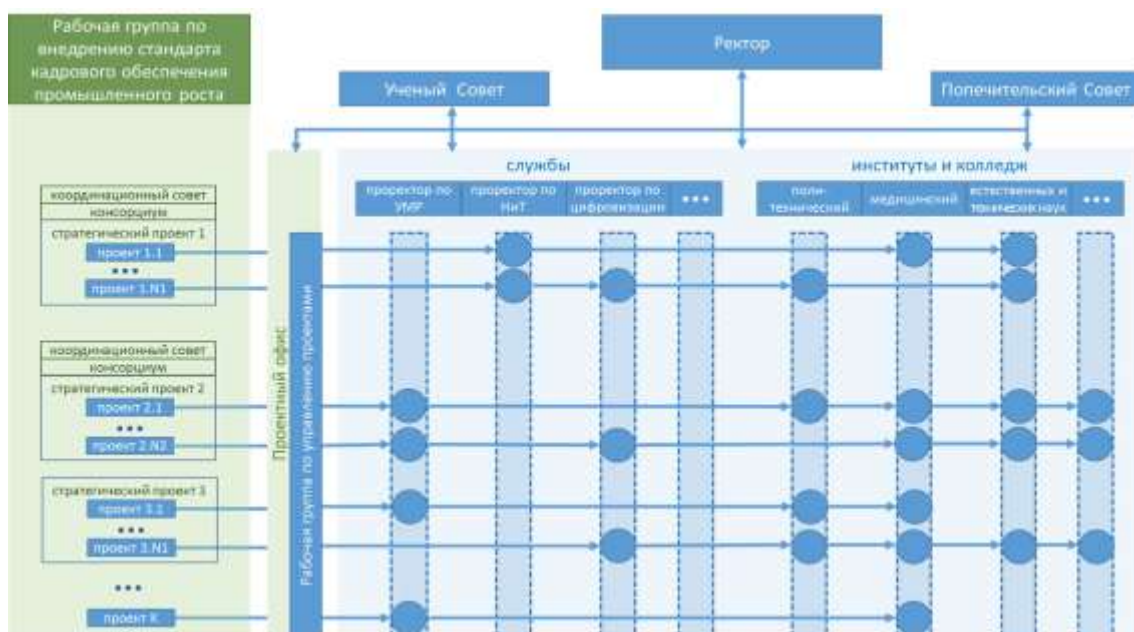 Рабочая группа по
внедрению стандарта
кадрового обеспечения
промышленного роста
Ректор
Ученый Совет
Попечительский Совет
службы
институты и колледж
проректор по
УМР
проректор по
НиТ
проректор по
цифровизации
•••
поли-
технический
медицинский
естественных и
технических наук
•••
координационный совет
консорциум
стратегический проект 1
проект 1.1
•••
проект 1.N1
координационный совет
консорциум
стратегический проект 2
проект 2.1
•••
проект 2.N2
стратегический проект 3
проект 3.1
•••
проект 3.N1
•••
проект K
Проектный офис
Рабочая группа по управлению проектами